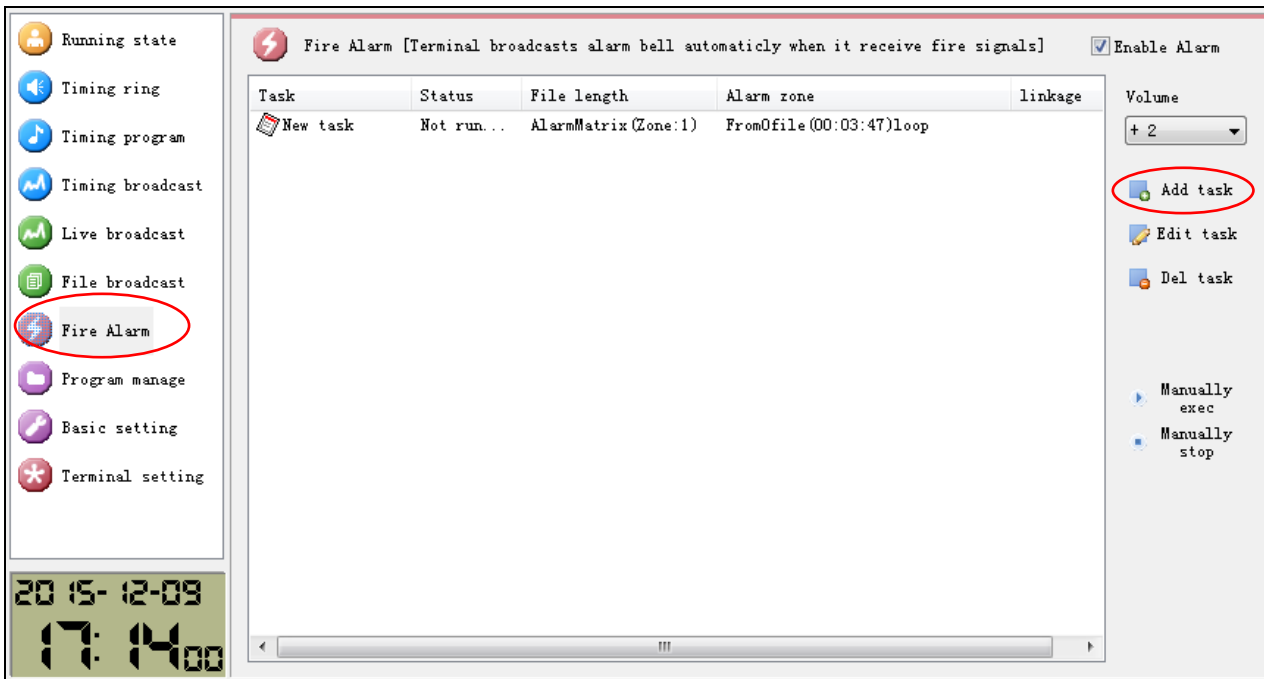 Running state
Timing ring
Timing program
Timing broadcast
Live broadcast
File broadcast
Fire Alarm
Program manage
Basic setting
Terminal setting
2015-12-09
17:14 00
Fire Alarm [Terminal broadcasts alarm bell automaticly when it receive fire signals]
Enable Alarm
Task Status File length Alarm zone linkage
New task Not run... AlarmMatrix(Zone:1) From0file(00:03:47)loop
Volume
+ 2
Add task
Edit task
Del task
Manually
exec
Manually
stop